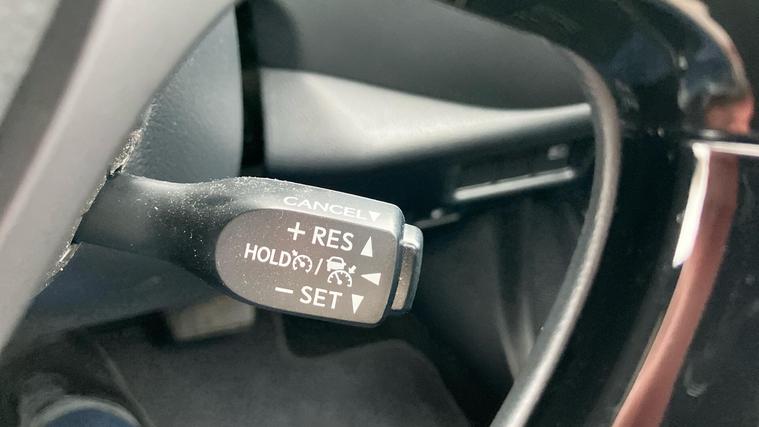 CANCEL▼
+ RES ▲
HOLD / ◀
− SET ▼